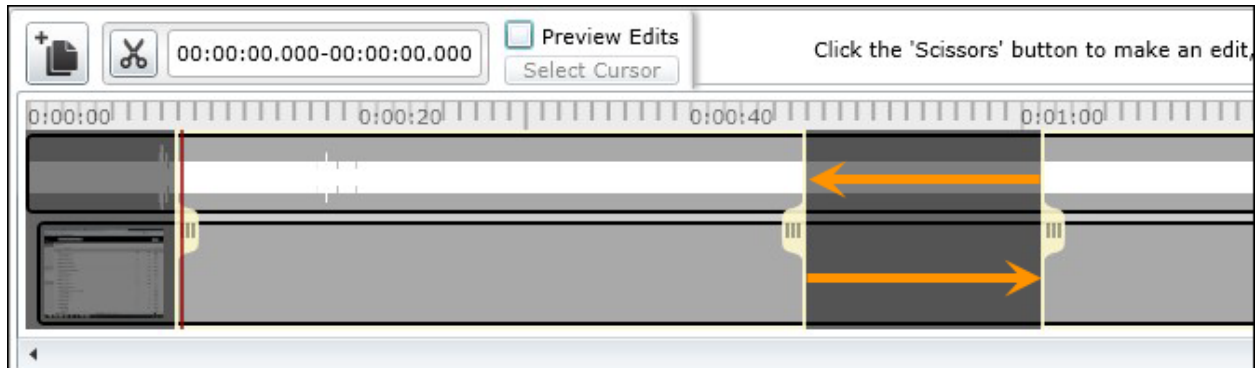 00:00:00.000-00:00:00.000
Preview Edits
Select Cursor
Click the 'Scissors' button to make an edit,
0:00:00 0:00:20 0:00:40 0:01:00